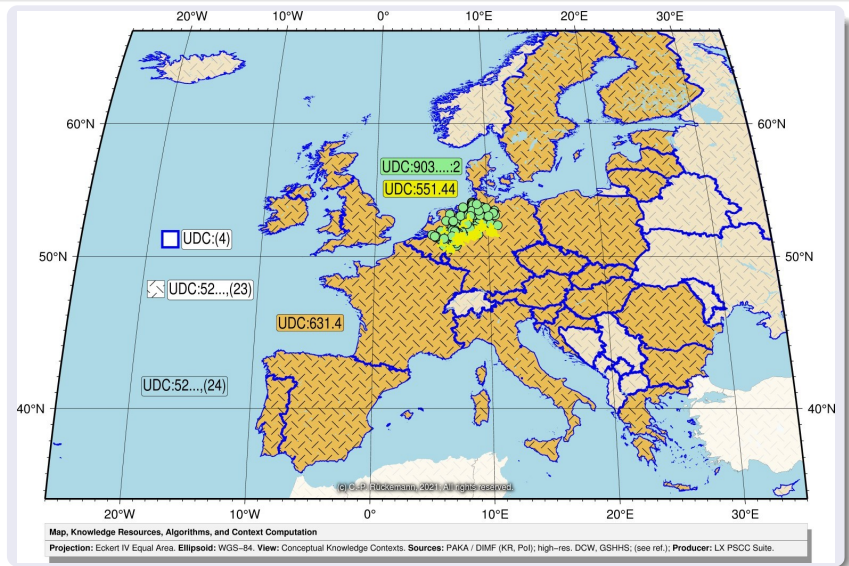 20°W 10°W 0° 10°E 20°E 30°E
60°N 60°N
UDC:903....:2
UDC:551.44
UDC:(4)
50°N 50°N
UDC:52...,(23)
UDC:631.4
UDC:52...,(24)
40°N 40°N
(c) C.-P. Rückemann, 2021, All rights reserved.
20°W 10°W 0° 10°E 20°E 30°E
Map, Knowledge Resources, Algorithms, and Context Computation
Projection: Eckert IV Equal Area. Ellipsoid: WGS−84. View: Conceptual Knowledge Contexts. Sources: PAKA / DIMF (KR, PoI); high−res. DCW, GSHHS; (see ref.); Producer: LX PSCC Suite.